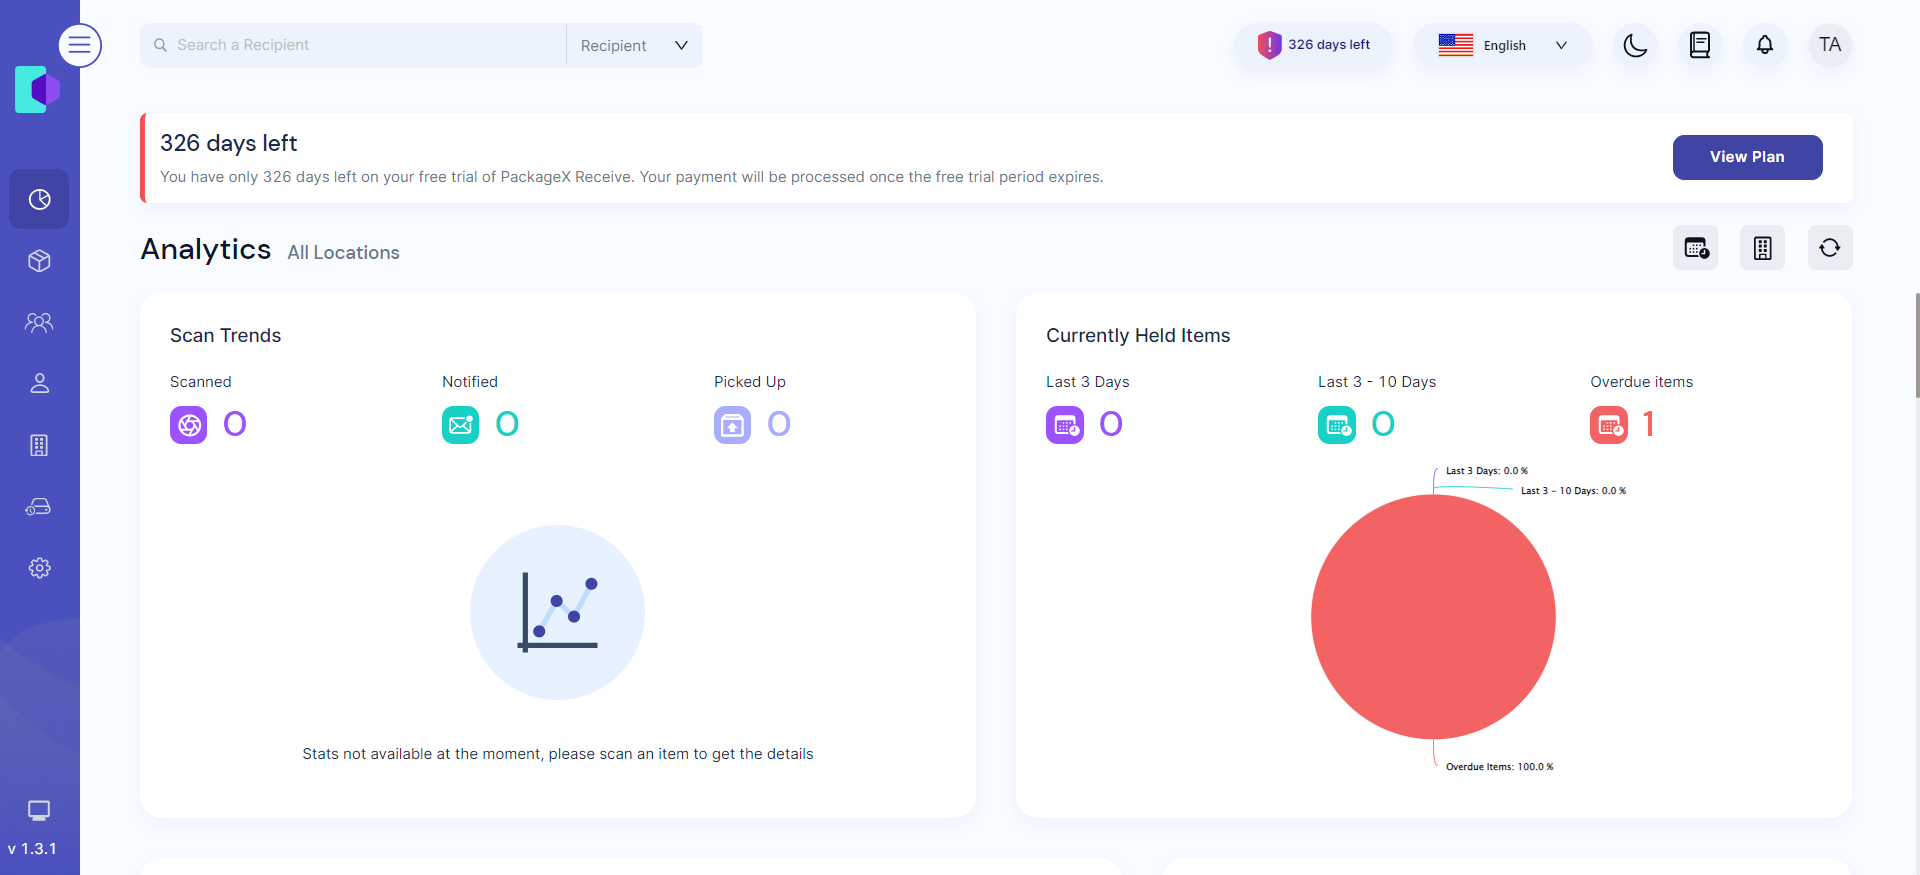 Search a Recipient
Recipient
326 days left
English
TA
326 days left
You have only 326 days left on your free trial of PackageX Receive. Your payment will be processed once the free trial period expires.
View Plan
Analytics All Locations
Scan Trends
Scanned
0
Notified
0
Picked Up
0
Stats not available at the moment, please scan an item to get the details
Currently Held Items
Last 3 Days
0
Last 3 - 10 Days
0
Overdue items
1
Last 3 Days: 0.0 %
Last 3 - 10 Days: 0.0 %
Overdue Items: 100.0 %
v 1.3.1